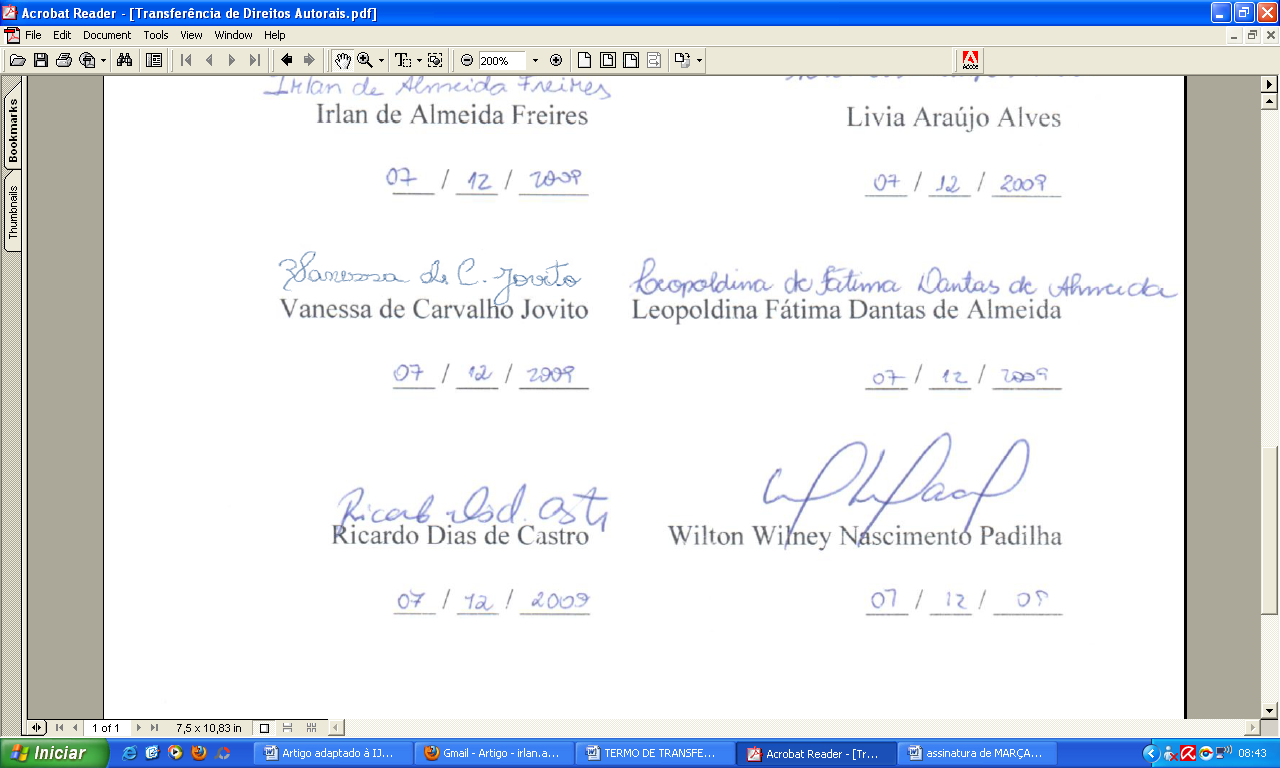 Acrobat Reader - [Transferência de Direitos Autorais.pdf]
File Edit Document Tools View Window Help
200%
Adobe
Bookmarks
Thumbnails
Irlan de Almeida Freires
Irlan de Almeida Freires
Livia Araújo Alves
07 / 12 / 2009
07 / 12 / 2009
Vanessa de C. Jovito
Leopoldina de Fátima Dantas de Almeida
Vanessa de Carvalho Jovito
Leopoldina Fátima Dantas de Almeida
07 / 12 / 2009
07 / 12 / 2009
Ricardo Dias de Castro
Wilton Wilney Nascimento Padilha
07 / 12 / 2009
07 / 12 / 09
1 of 1
7,5 x 10,83 in
Iniciar
Artigo adaptado à IJ...
Gmail - Artigo - irlan.a...
TERMO DE TRANSFE...
Acrobat Reader - [Tr...
assinatura de MARÇA...
08:43